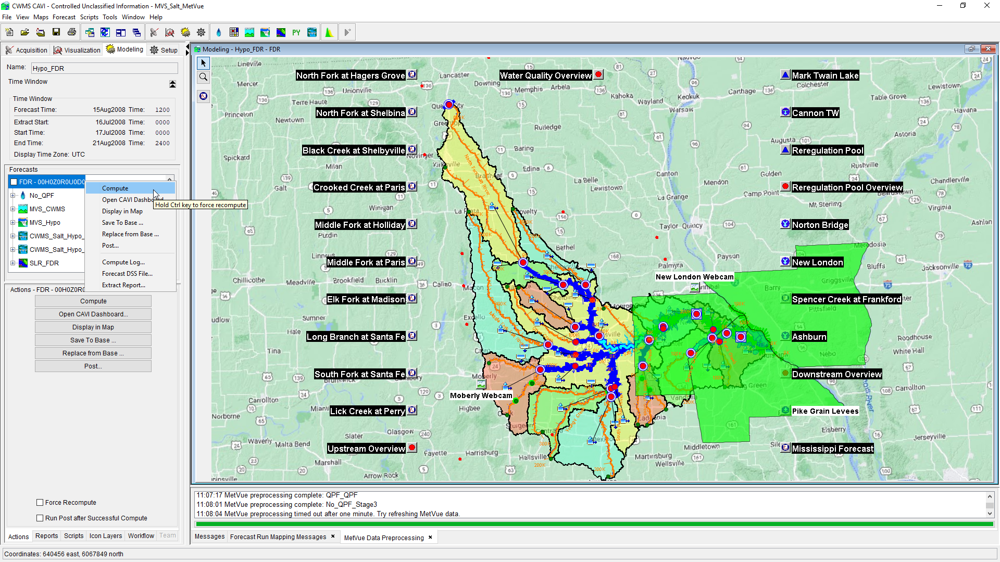 CWMS CAVI - Controlled Unclassified Information - MVS_Salt_MetVue
File View Maps Forecast Scripts Tools Window Help
PY
Acquisition Visualization Modeling Setup
Name: Hypo_FDR
Time Window
Time Window
Forecast Time: 15Aug2008 Time: 1200
Extract Start: 16Jul2008 Time: 0000
Start Time: 17Jul2008 Time: 0000
End Time: 21Aug2008 Time: 2400
Display Time Zone: UTC
Forecasts
FDR - 00H0Z0R0U0D0
No_QPF
MVS_CWMS
MVS_Hypo
CWMS_Salt_Hypo_
CWMS_Salt_Hypo_
SLR_FDR
Compute
Open CAVI Dashboard
Hold Ctrl key to force recompute
Display in Map
Save To Base ...
Replace from Base ...
Post...
Compute Log...
Forecast DSS File...
Extract Report...
Actions - FDR - 00H0Z0R0
Compute
Open CAVI Dashboard...
Display in Map
Save To Base ...
Replace from Base ...
Post...
Force Recompute
Run Post after Successful Compute
Actions Reports Scripts Icon Layers Workflow Team
Modeling - Hypo_FDR - FDR
North Fork at Hagers Grove
North Fork at Shelbina
Black Creek at Shelbyville
Crooked Creek at Paris
Middle Fork at Holliday
Middle Fork at Paris
Elk Fork at Madison
Long Branch at Santa Fe
South Fork at Santa Fe
Lick Creek at Perry
Upstream Overview
Water Quality Overview
Moberly Webcam
New London Webcam
Mark Twain Lake
Cannon TW
Reregulation Pool
Reregulation Pool Overview
Norton Bridge
New London
Spencer Creek at Frankford
Ashburn
Downstream Overview
Pike Grain Levees
Mississippi Forecast
Lineville
Mercer
Princeton
Newtown
Spickard
Milan
Galt
Winigan
Purdin
Linneus
Chillicothe
Meadville
Brookfield
Bucklin
Callao
Macon
Sumner
Hale
Tina
Brunswick
Norborne
Carrollton
Miami
Slater
Glasgow
Waverly
Malta Bend
Marshall
Arrow Rock
Fayette
Harrisburg
Higbee
Moberly
Hallsville
Unionville
Terre Haute
Lancaster
Downing
Memphis
Arbela
Kahoka
Wayland
Keokuk
Warsaw
Rutledge
Baring
Edina
Brashear
La Belle
Novelty
Bethel
Canton
La Grange
Taylor
Quincy
Palmyra
Payson
Barry
Griggsville
Pittsfield
Nebo
Meredosia
Bluffs
Jacksonville
Roodhouse
White Hall
Carrollton
Elsberry
Jerseyville
Middletown
Wellsville
Carthage
Colchester
Augusta
Golden
Camp Point
Mt Sterling
Beardstown
Virginia
Chandlerville
Astoria
Havana
Lewistown
Table Grove
11:07:17 MetVue preprocessing complete: QPF_QPF
11:08:01 MetVue preprocessing complete: No_QPF_Stage3
11:08:04 MetVue preprocessing timed out after one minute. Try refreshing MetVue data.
Messages Forecast Run Mapping Messages MetVue Data Preprocessing
Coordinates: 640456 east, 6067849 north